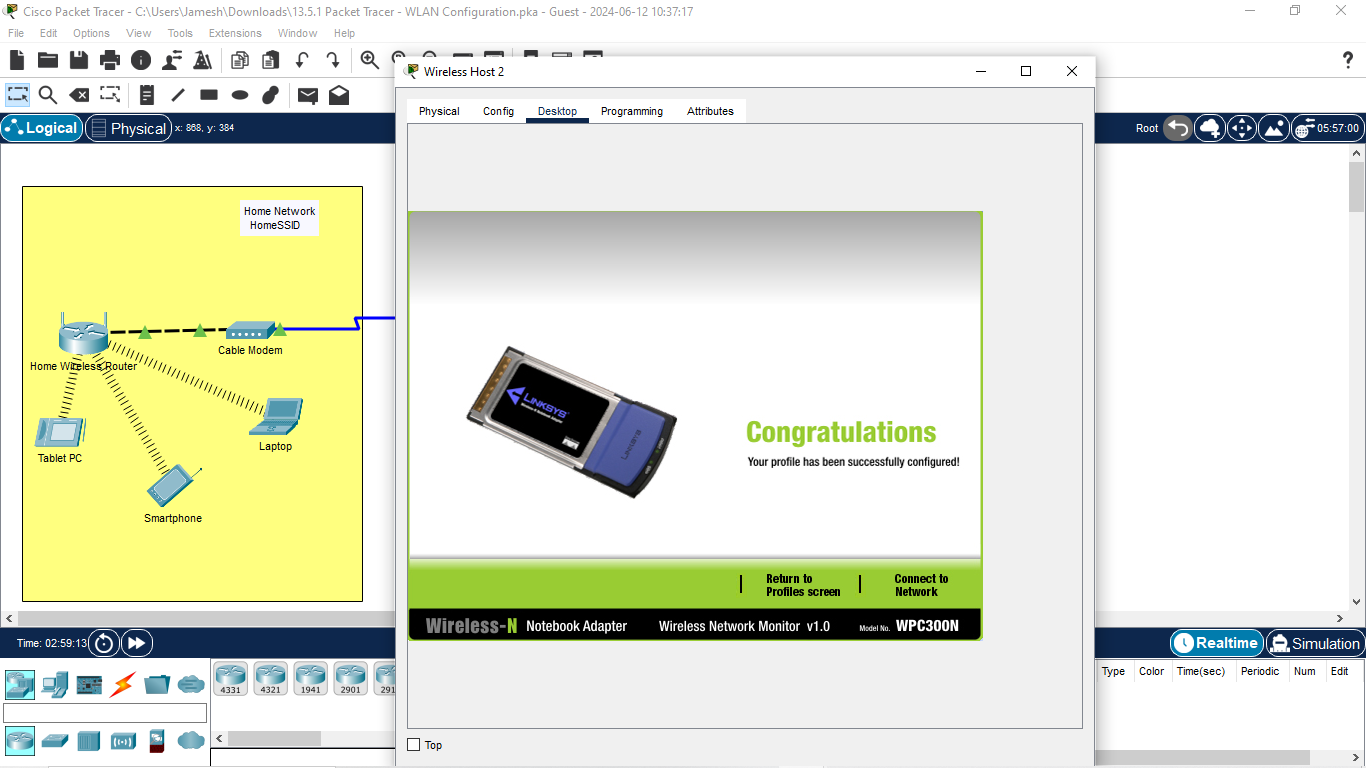 Cisco Packet Tracer - C:\Users\Jamesh\Downloads\13.5.1 Packet Tracer - WLAN Configuration.pka - Guest - 2024-06-12 10:37:17
File Edit Options View Tools Extensions Window Help
Wireless Host 2
Physical Config Desktop Programming Attributes
Logical Physical x: 868, y: 384
Root 05:57:00
Home Network
HomeSSID
Cable Modem
Home Wireless Router
Laptop
Tablet PC
Smartphone
LINKSYS
Wireless-N Notebook Adapter
Linksys
Congratulations
Your profile has been successfully configured!
Return to
Profiles screen
Connect to
Network
Wireless-N Notebook Adapter Wireless Network Monitor v1.0 Model No. WPC300N
Time: 02:59:13
Realtime Simulation
4331 4321 1941 2901 291
Type Color Time(sec) Periodic Num Edit
Top